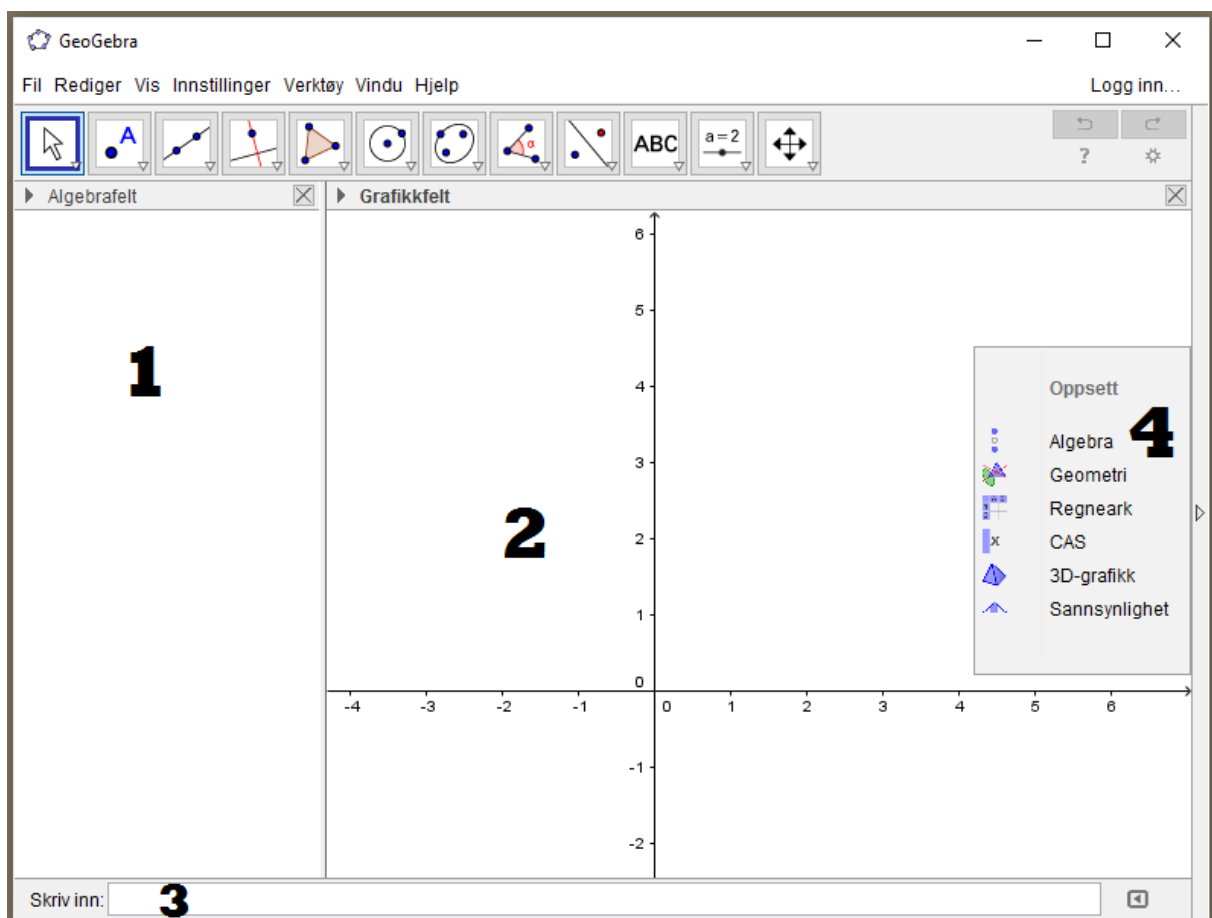 GeoGebra
Fil Rediger Vis Innstillinger Verktøy Vindu Hjelp
Logg inn...
A
α
ABC
a=2
?
Algebrafelt
Grafikkfelt
6
5
4
3
2
1
0
-1
-2
-4 -3 -2 -1 0 1 2 3 4 5 6
1
2
Oppsett
4
Algebra
Geometri
Regneark
CAS
3D-grafikk
Sannsynlighet
Skriv inn:
3